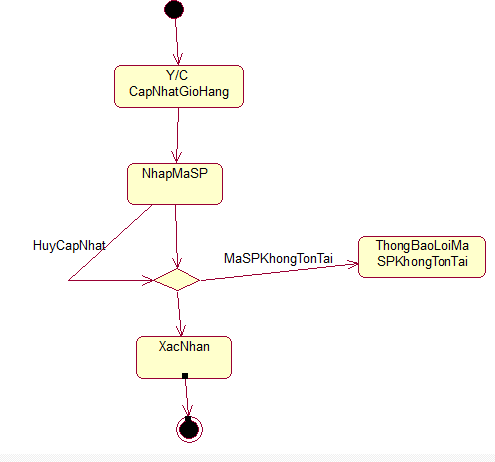 Y/C
CapNhatGioHang
NhapMaSP
HuyCapNhat
MaSPKhongTonTai
ThongBaoLoiMa
SPKhongTonTai
XacNhan